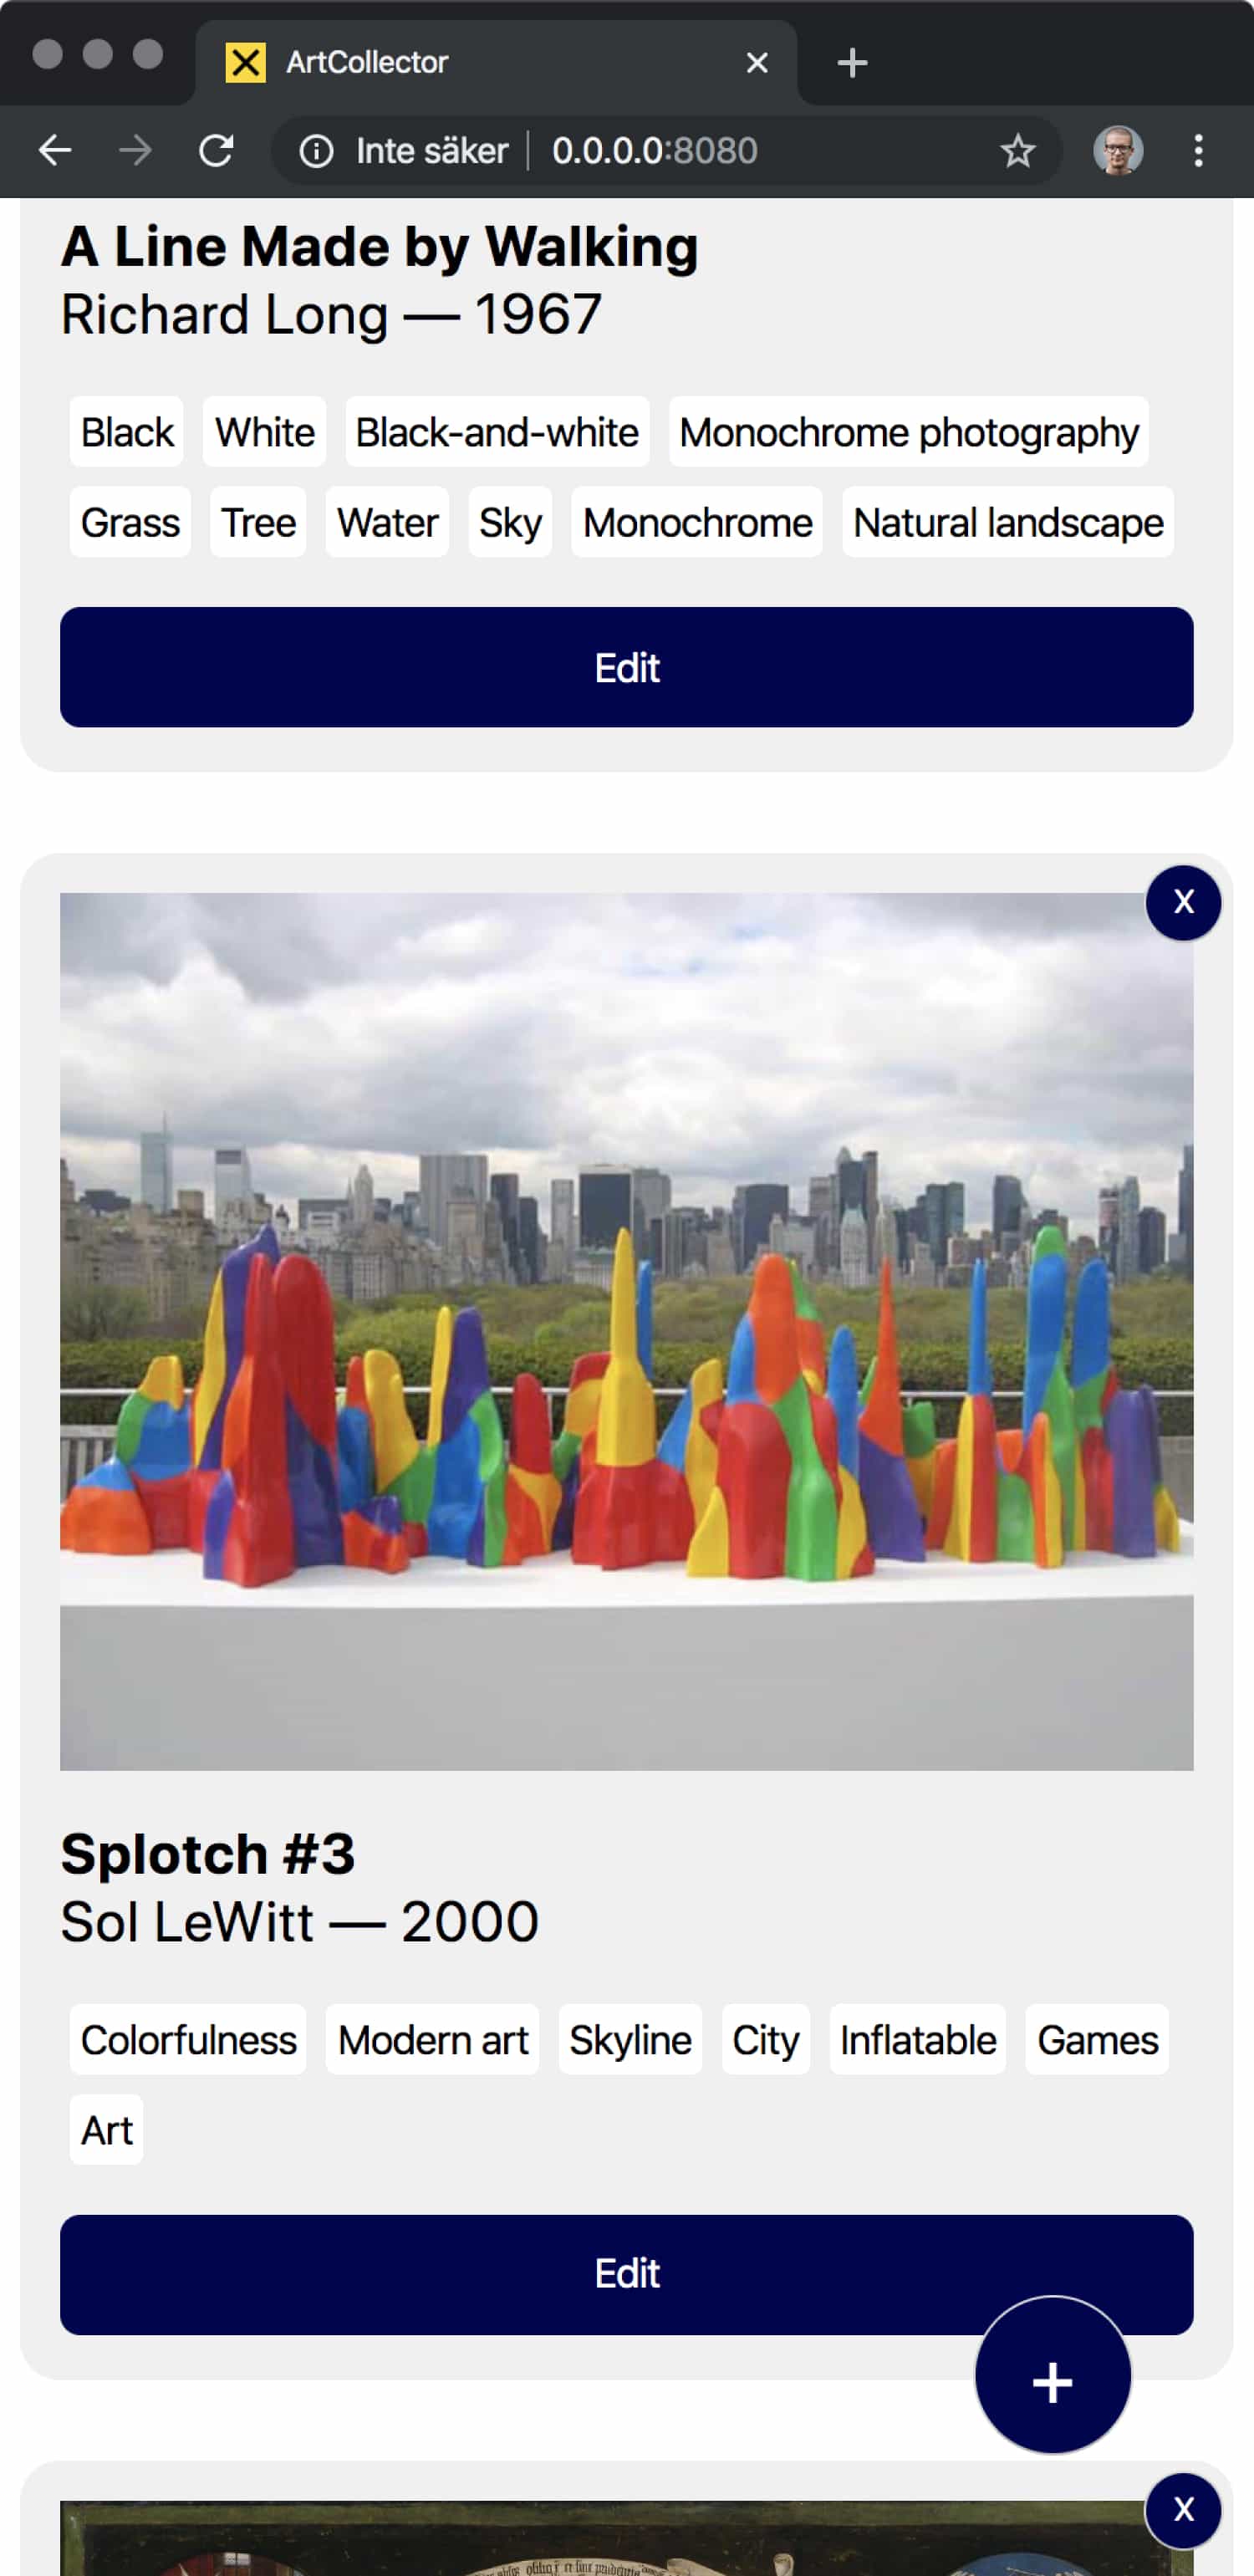 ArtCollector
Inte säker 0.0.0.0:8080
A Line Made by Walking
Richard Long — 1967
Black White Black-and-white Monochrome photography
Grass Tree Water Sky Monochrome Natural landscape
Edit
X
Splotch #3
Sol LeWitt — 2000
Colorfulness Modern art Skyline City Inflatable Games
Art
Edit
+
X